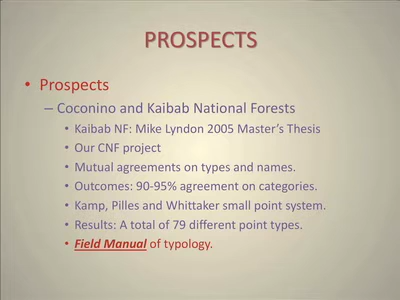 PROSPECTS
• Prospects
– Coconino and Kaibab National Forests
• Kaibab NF: Mike Lyndon 2005 Master's Thesis
• Our CNF project
• Mutual agreements on types and names.
• Outcomes: 90-95% agreement on categories.
• Kamp, Pilles and Whittaker small point system.
• Results: A total of 79 different point types.
• Field Manual of typology.